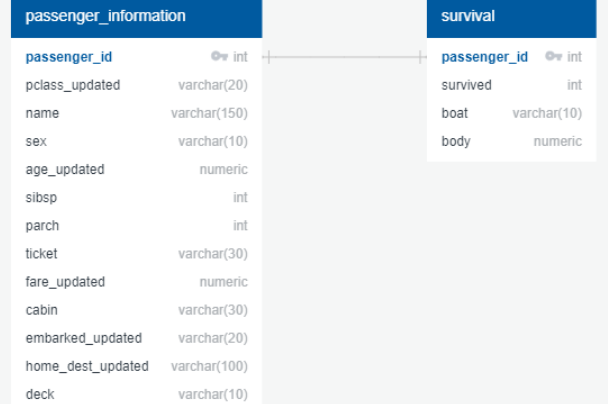 passenger_information
passenger_id int
pclass_updated varchar(20)
name varchar(150)
sex varchar(10)
age_updated numeric
sibsp int
parch int
ticket varchar(30)
fare_updated numeric
cabin varchar(30)
embarked_updated varchar(20)
home_dest_updated varchar(100)
deck varchar(10)
survival
passenger_id int
survived int
boat varchar(10)
body numeric